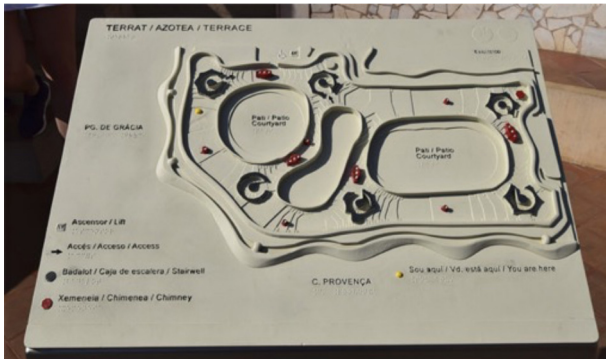 TERRAT / AZOTEA / TERRACE
Pati / Patio
Courtyard
Pati / Patio
Courtyard
PG. DE GRÀCIA
Ascensor / Lift
Accés / Acceso / Access
Badalot / Caja de escalera / Stairwell
Xemeneia / Chimenea / Chimney
C. PROVENÇA
Sou aquí / Vd. está aquí / You are here